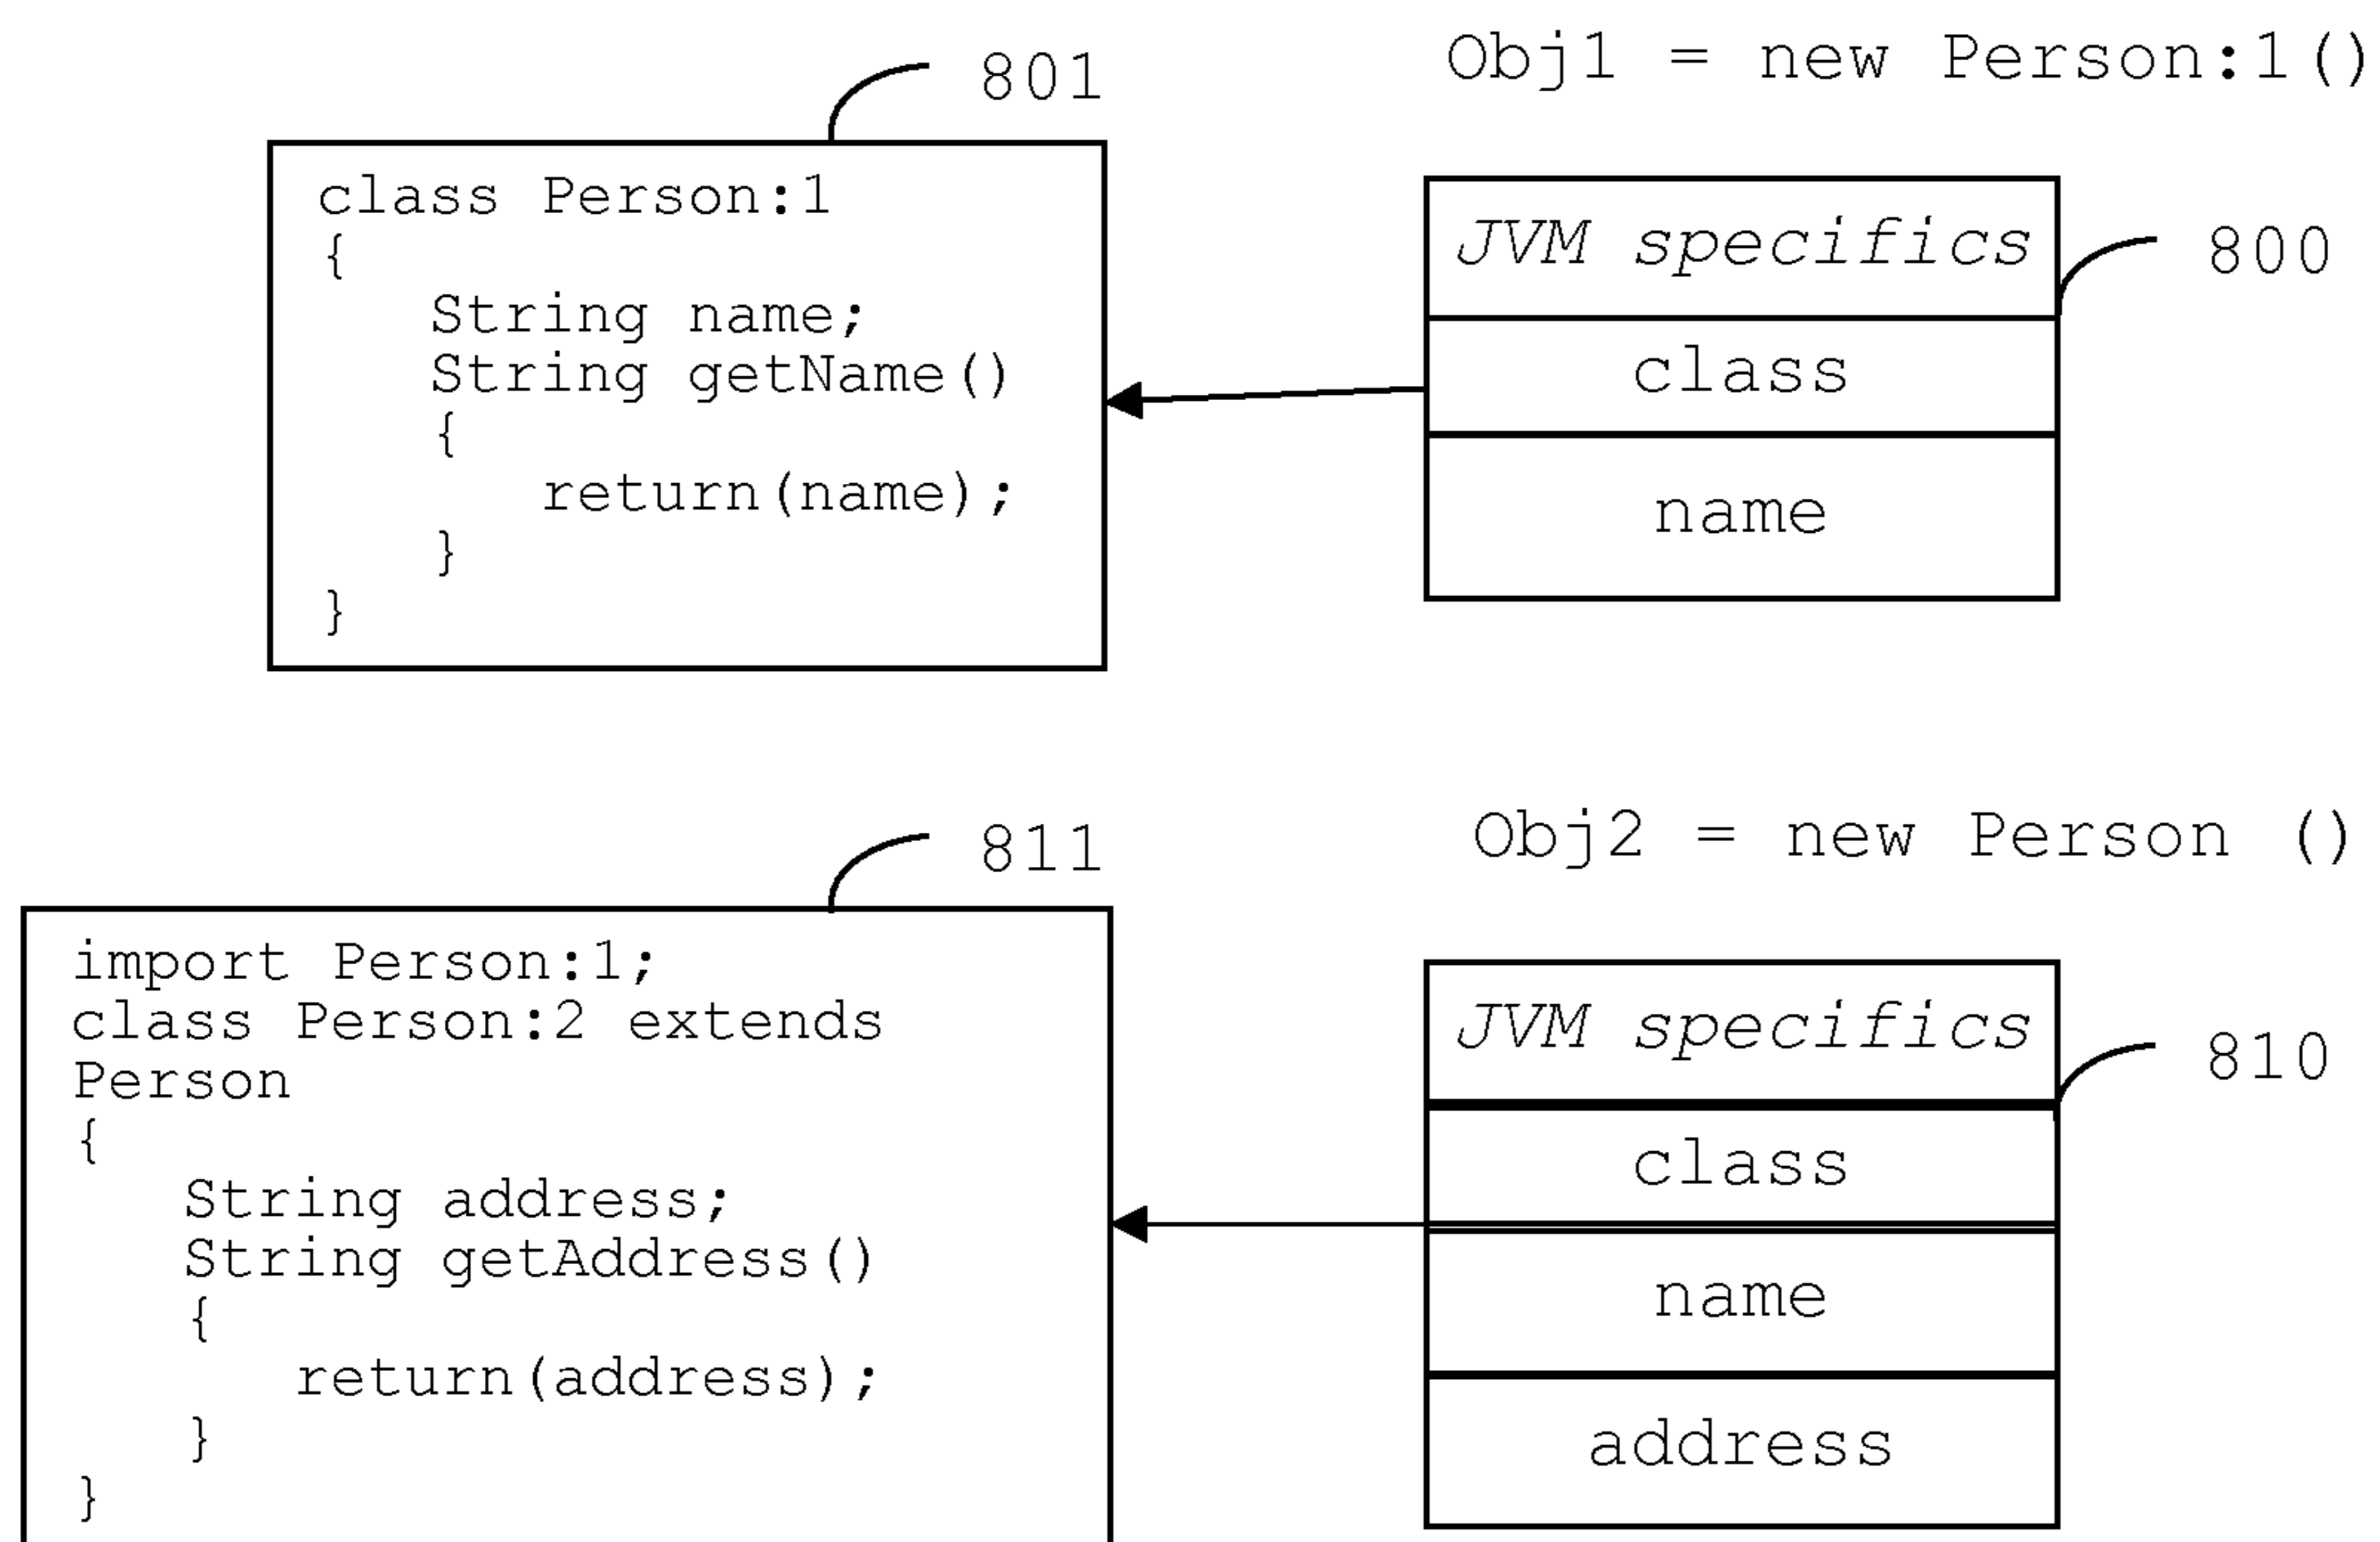 801
Obj1 = new Person:1()
class Person:1
{
String name;
String getName()
{
return(name);
}
}
JVM specifics
800
class
name
811
Obj2 = new Person ()
import Person:1;
class Person:2 extends
Person
{
String address;
String getAddress()
{
return(address);
}
}
JVM specifics
810
class
name
address